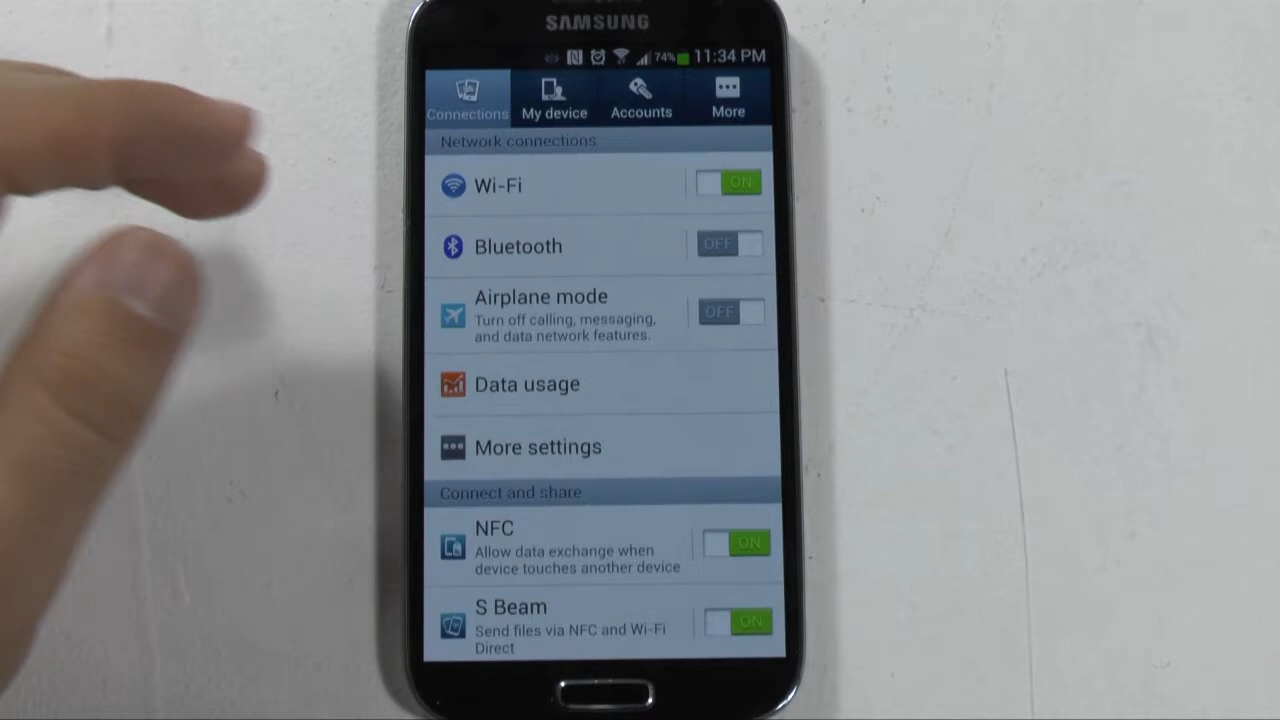 SAMSUNG
74% 11:34 PM
Connections My device Accounts More
Network connections
Wi-Fi ON
Bluetooth OFF
Airplane mode
Turn off calling, messaging,
and data network features.
OFF
Data usage
More settings
Connect and share
NFC
Allow data exchange when
device touches another device
ON
S Beam
Send files via NFC and Wi-Fi
Direct
ON